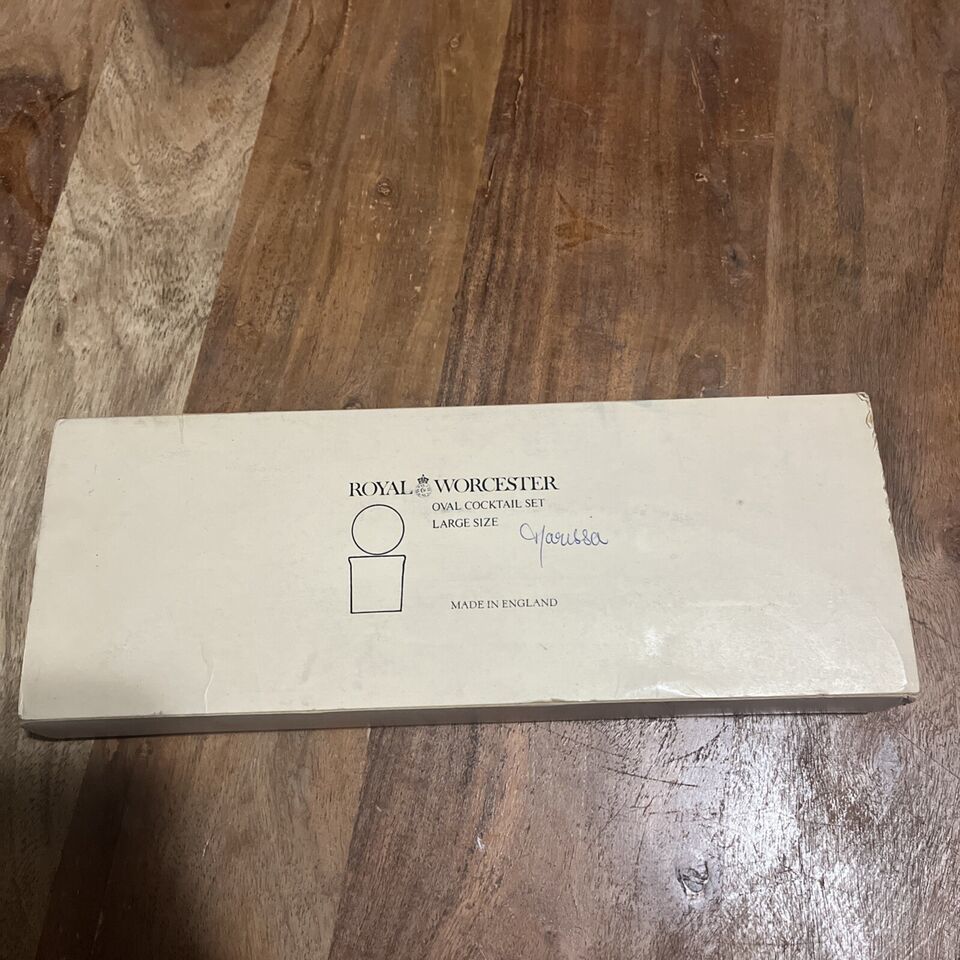 ROYAL WORCESTER
OVAL COCKTAIL SET
LARGE SIZE
Marissa
MADE IN ENGLAND